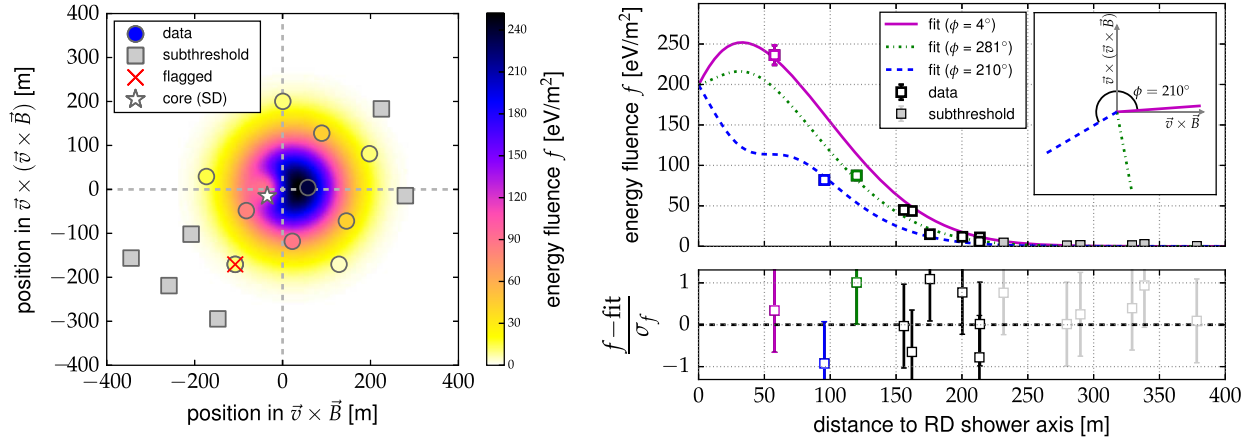 data
subthreshold
flagged
core (SD)
400
300
200
100
0
−100
−200
−300
−400
−400
−200
0
200
400
position in v⃗ × (v⃗ × B⃗) [m]
position in v⃗ × B⃗ [m]
240
210
180
150
120
90
60
30
0
energy fluence f [eV/m²]
fit (ϕ = 4°)
fit (ϕ = 281°)
fit (ϕ = 210°)
data
subthreshold
v⃗ × (v⃗ × B⃗)
ϕ = 210°
v⃗ × B⃗
250
200
150
100
50
0
energy fluence f [eV/m²]
1
0
−1
f−fit
σf
0
50
100
150
200
250
300
350
400
distance to RD shower axis [m]